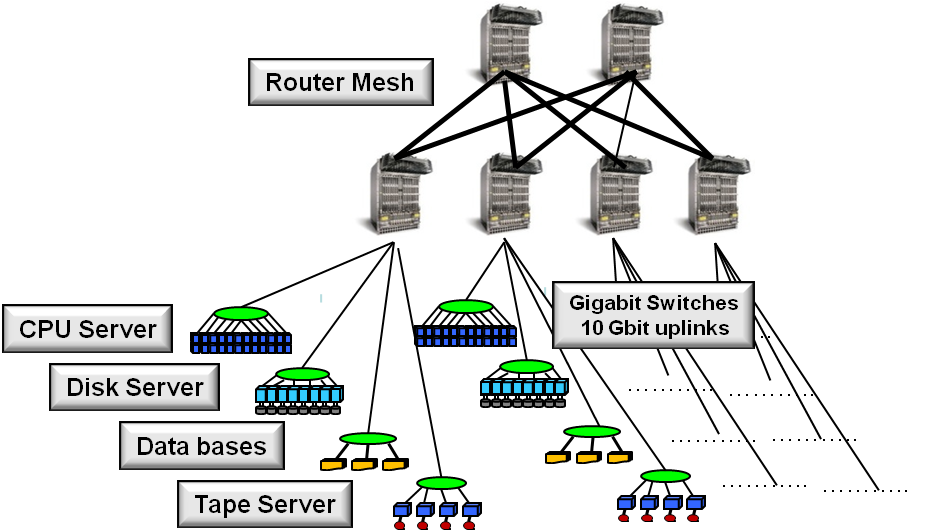 Router Mesh
Gigabit Switches
10 Gbit uplinks
CPU Server
Disk Server
Data bases
Tape Server